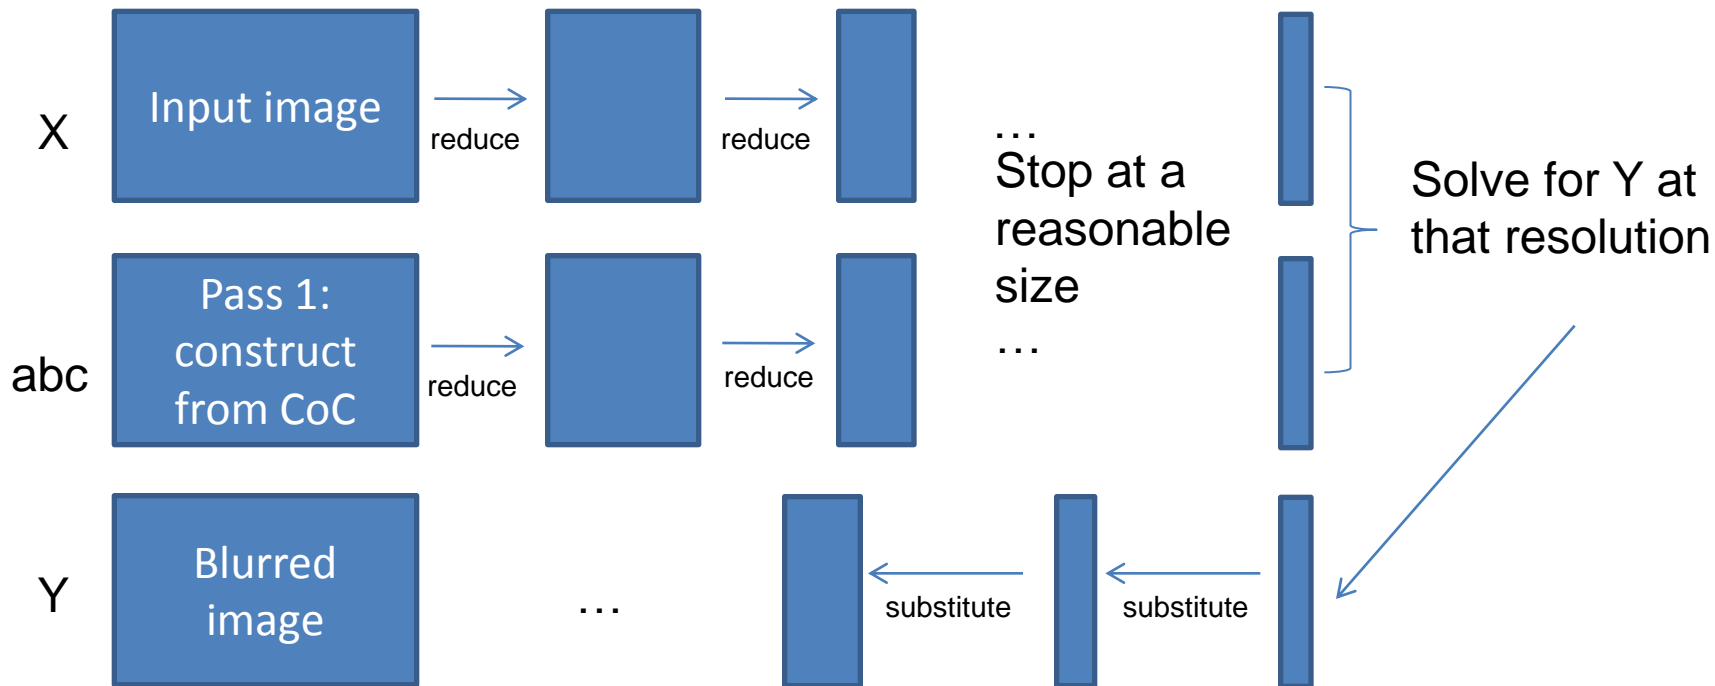 X
Input image
reduce
reduce
…
Stop at a
reasonable
size
…
Solve for Y at
that resolution
abc
Pass 1:
construct
from CoC
reduce
reduce
Y
Blurred
image
…
substitute
substitute